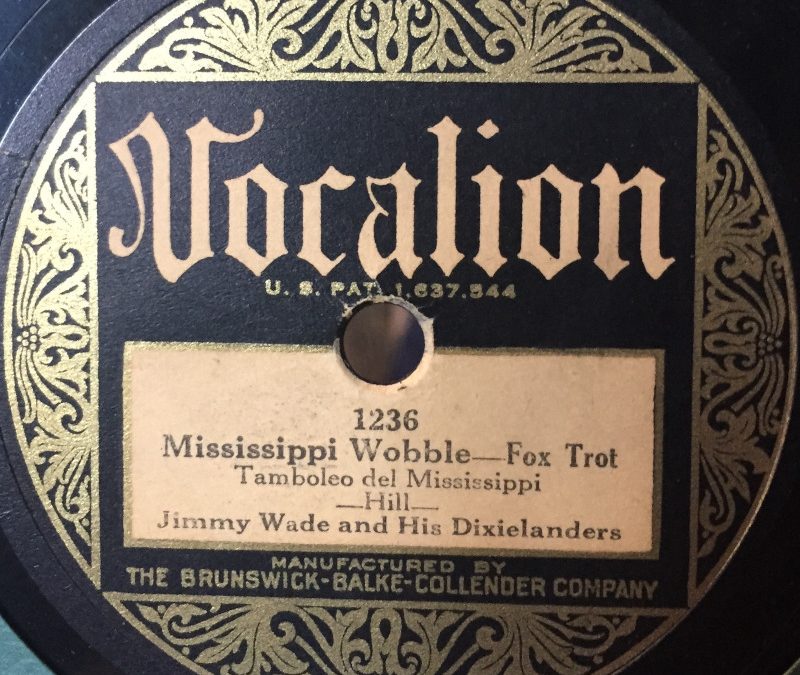 Vocalion
U. S. PAT. 1,637,544
1236
Mississippi Wobble—Fox Trot
Tamboleo del Mississippi
—Hill—
Jimmy Wade and His Dixielanders
MANUFACTURED BY
THE BRUNSWICK-BALKE-COLLENDER COMPANY